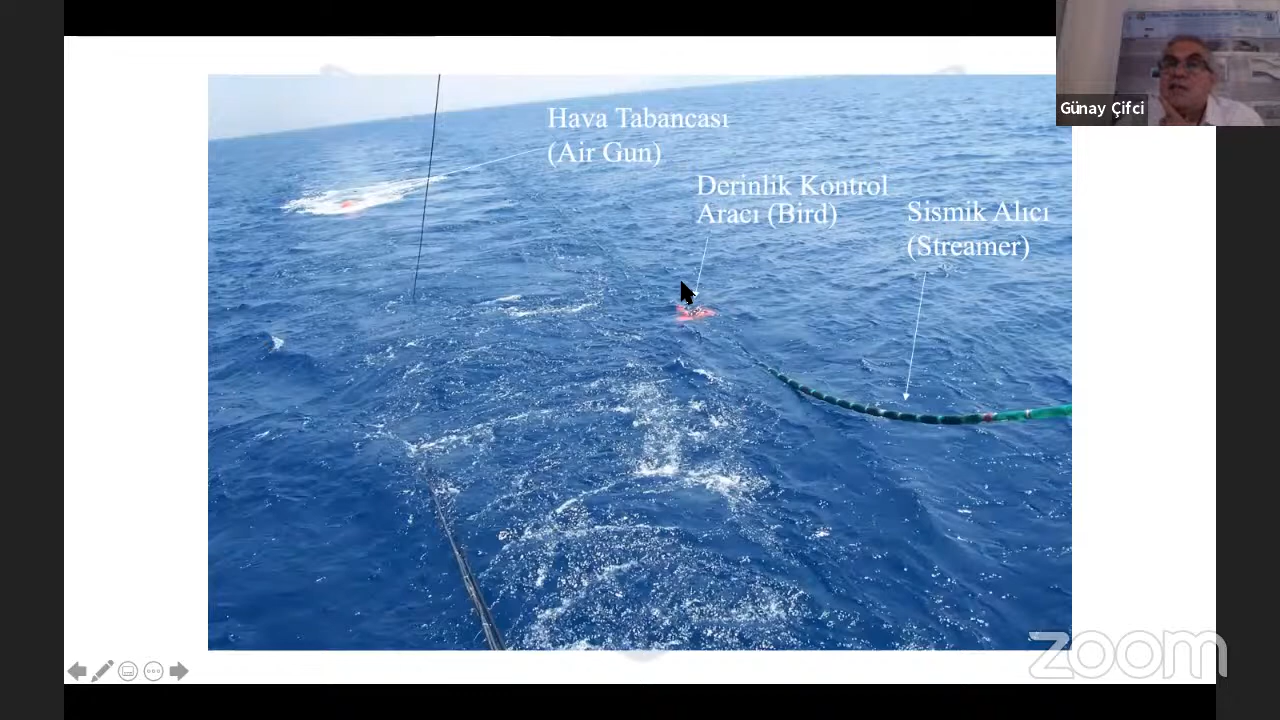 Hava Tabancası
(Air Gun)
Derinlik Kontrol
Aracı (Bird)
Sismik Alıcı
(Streamer)
Günay Çifci
zoom